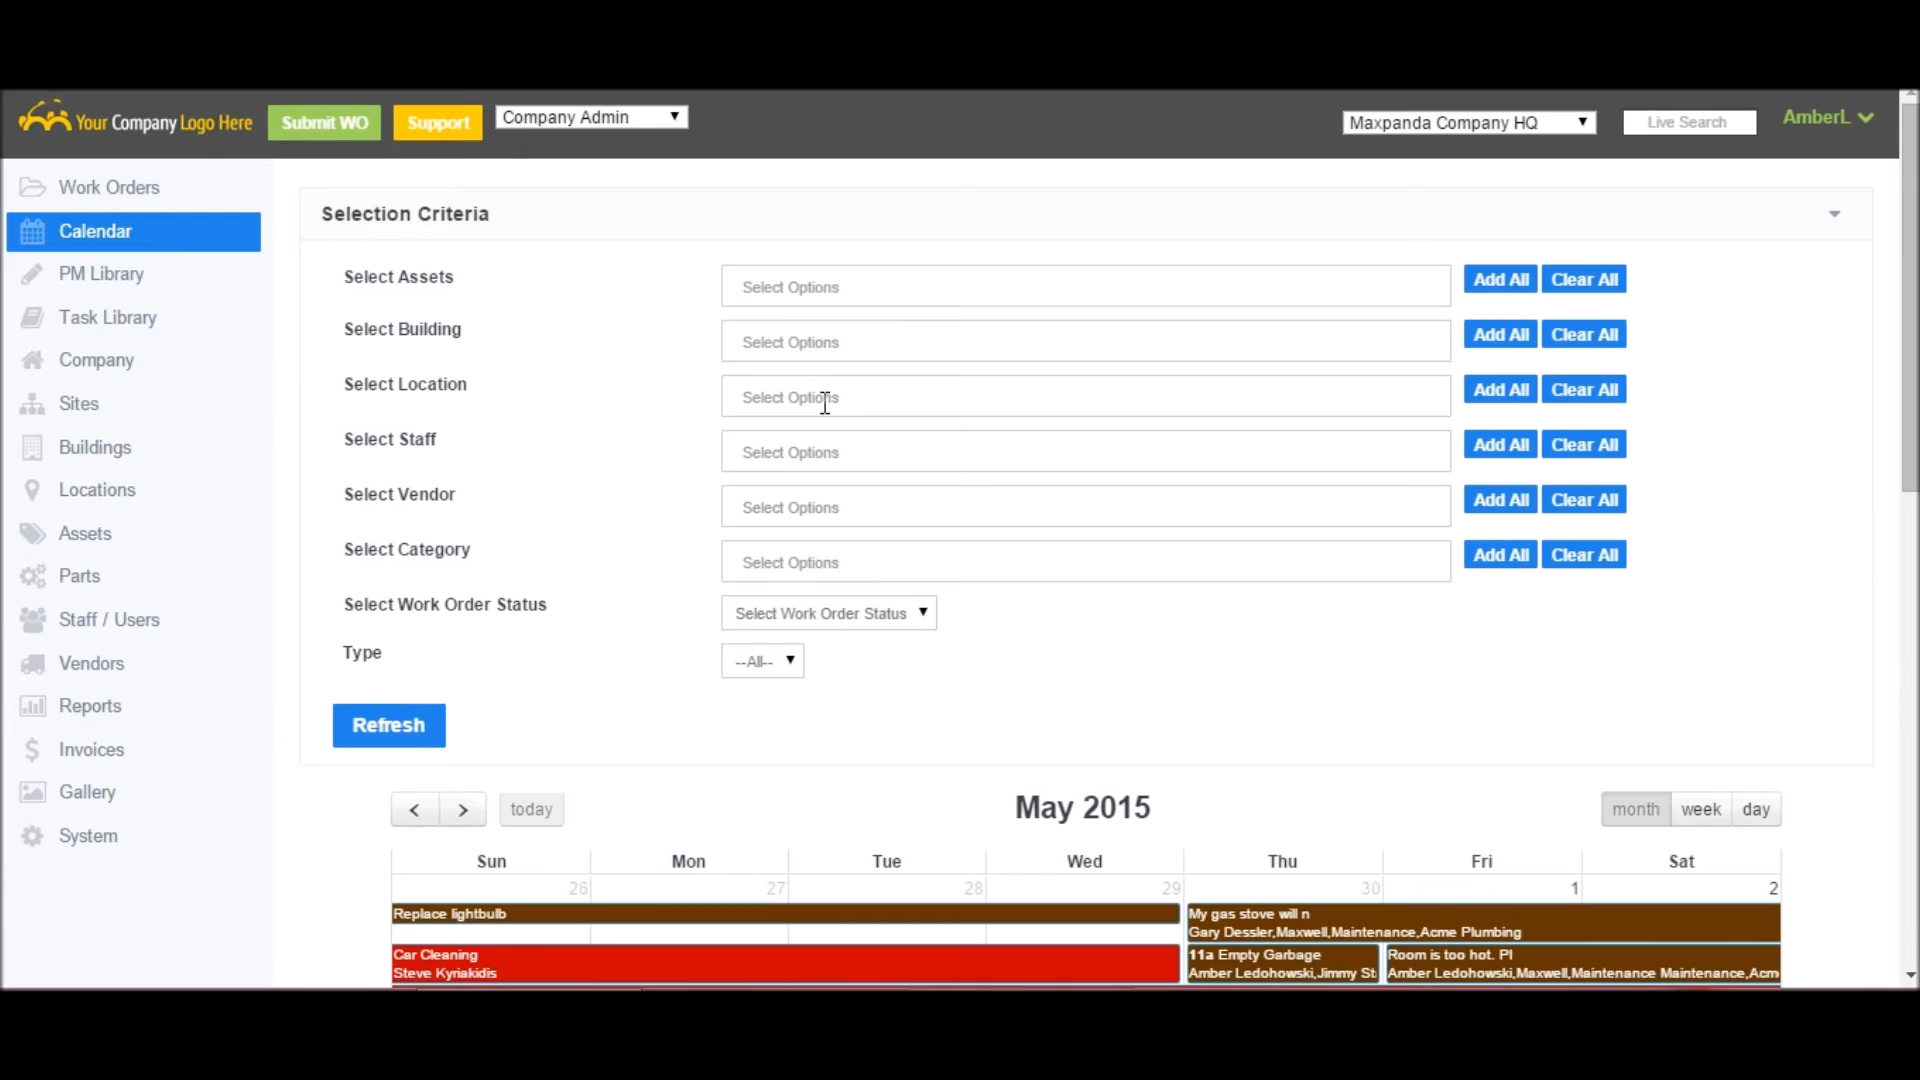 Your Company Logo Here
Submit WO
Support
Company Admin
Maxpanda Company HQ
Live Search
AmberL
Work Orders
Calendar
PM Library
Task Library
Company
Sites
Buildings
Locations
Assets
Parts
Staff / Users
Vendors
Reports
Invoices
Gallery
System
Selection Criteria
Select Assets
Select Options
Add All
Clear All
Select Building
Select Options
Add All
Clear All
Select Location
Select Options
Add All
Clear All
Select Staff
Select Options
Add All
Clear All
Select Vendor
Select Options
Add All
Clear All
Select Category
Select Options
Add All
Clear All
Select Work Order Status
Select Work Order Status
Type
--All--
Refresh
today
May 2015
month week day
Sun Mon Tue Wed Thu Fri Sat
26 27 28 29 30 1 2
Replace lightbulb
My gas stove will n
Gary Dessler,Maxwell,Maintenance,Acme Plumbing
Car Cleaning
Steve Kyriakidis
11a Empty Garbage
Amber Ledohowski,Jimmy St
Room is too hot. Pl
Amber Ledohowski,Maxwell,Maintenance Maintenance,Acm